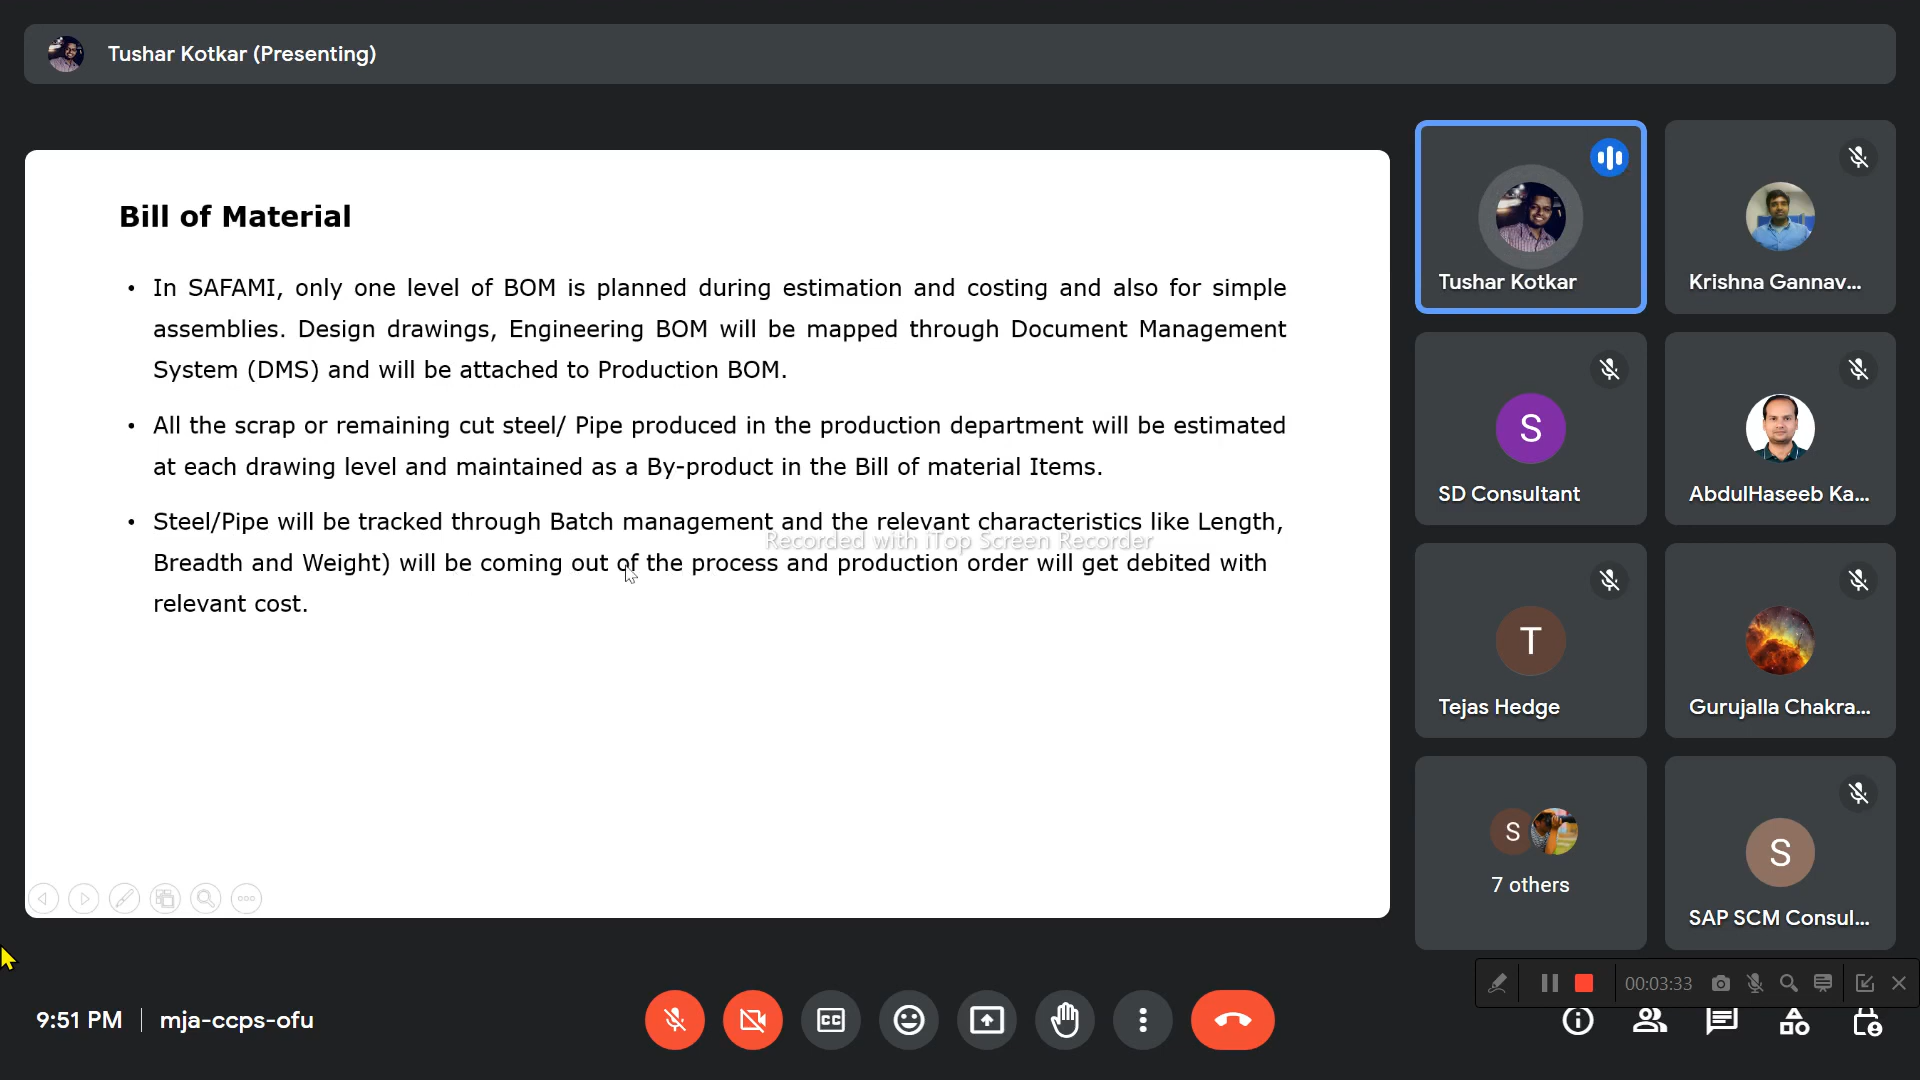 Tushar Kotkar (Presenting)
Bill of Material
• In SAFAMI, only one level of BOM is planned during estimation and costing and also for simple
assemblies. Design drawings, Engineering BOM will be mapped through Document Management
System (DMS) and will be attached to Production BOM.
• All the scrap or remaining cut steel/ Pipe produced in the production department will be estimated
at each drawing level and maintained as a By-product in the Bill of material Items.
• Steel/Pipe will be tracked through Batch management and the relevant characteristics like Length,
Recorded with iTop Screen Recorder
Breadth and Weight) will be coming out of the process and production order will get debited with
relevant cost.
Tushar Kotkar
Krishna Gannav...
S
SD Consultant
AbdulHaseeb Ka...
T
Tejas Hedge
Gurujalla Chakra...
S
7 others
S
SAP SCM Consul...
00:03:33
9:51 PM
mja-ccps-ofu
CC